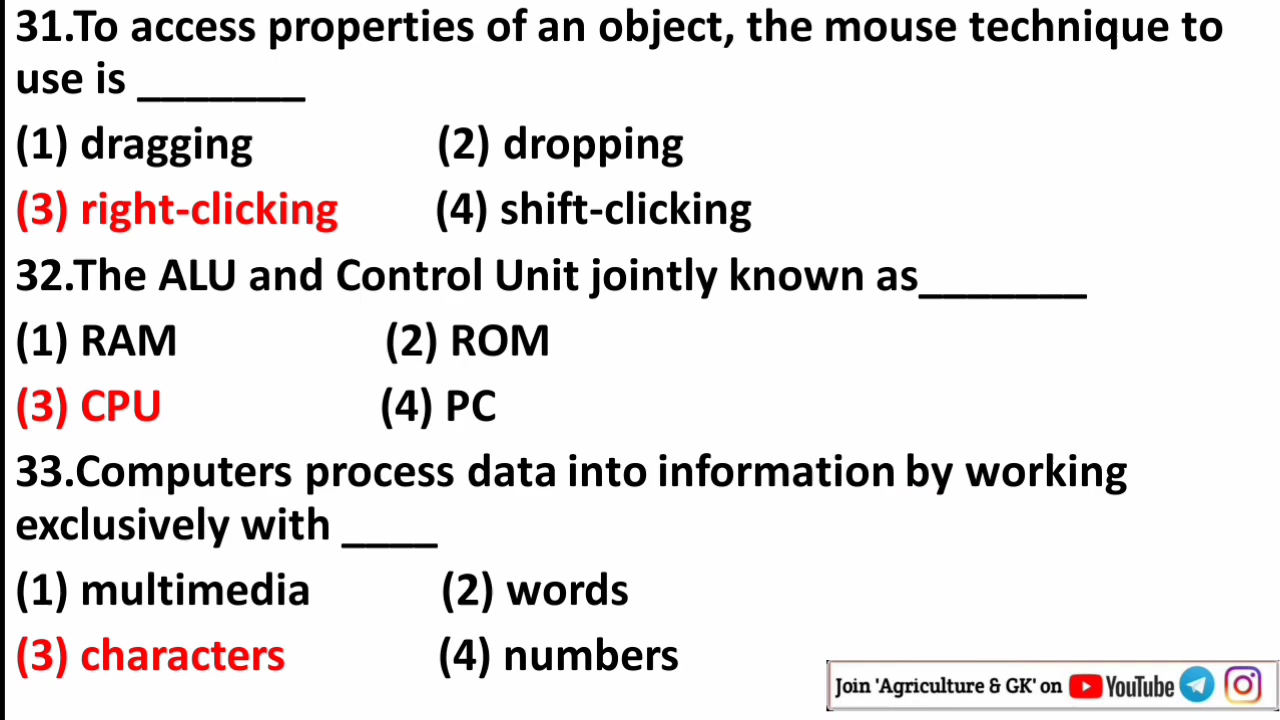 31.To access properties of an object, the mouse technique to
use is _______
(1) dragging (2) dropping
(3) right-clicking (4) shift-clicking
32.The ALU and Control Unit jointly known as_______
(1) RAM (2) ROM
(3) CPU (4) PC
33.Computers process data into information by working
exclusively with ____
(1) multimedia (2) words
(3) characters (4) numbers
Join 'Agriculture & GK' on YouTube